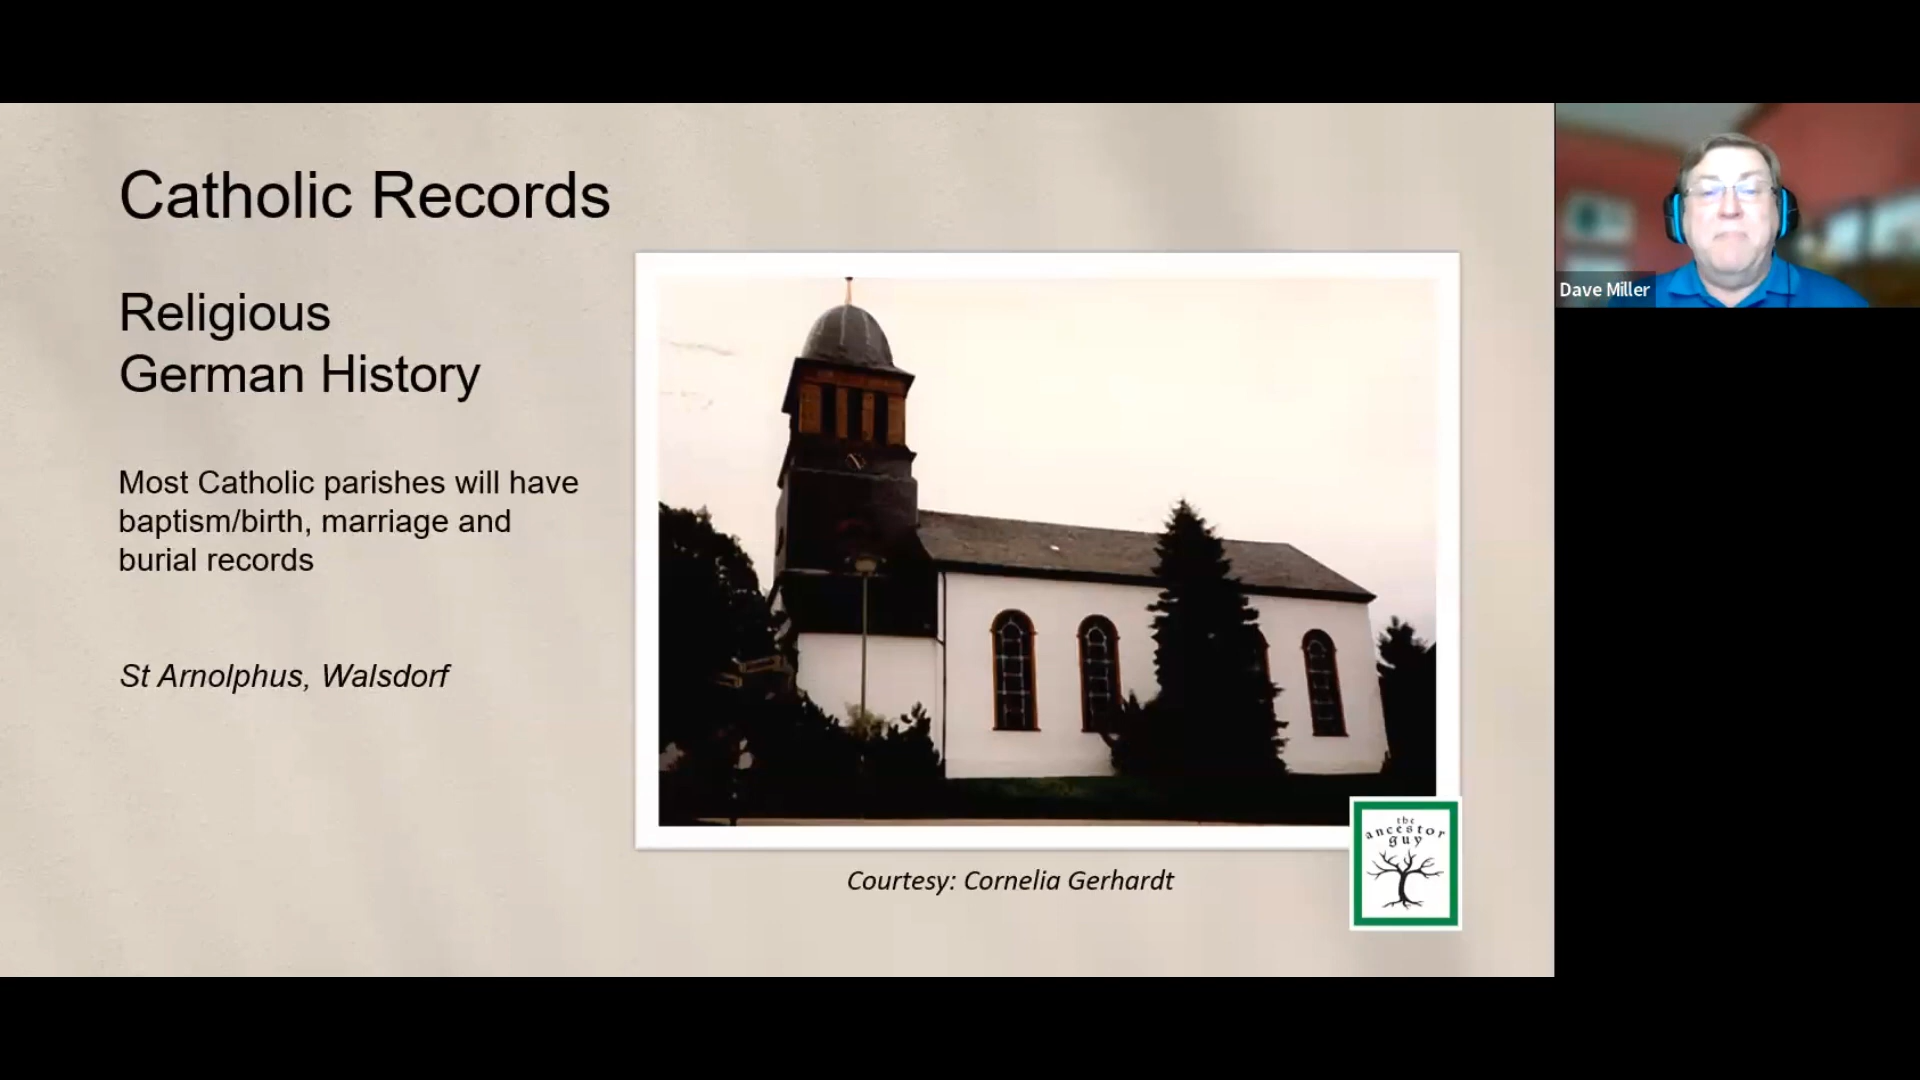 Catholic Records
Religious
German History
Most Catholic parishes will have
baptism/birth, marriage and
burial records
St Arnolphus, Walsdorf
Courtesy: Cornelia Gerhardt
the
ancestor
guy
Dave Miller